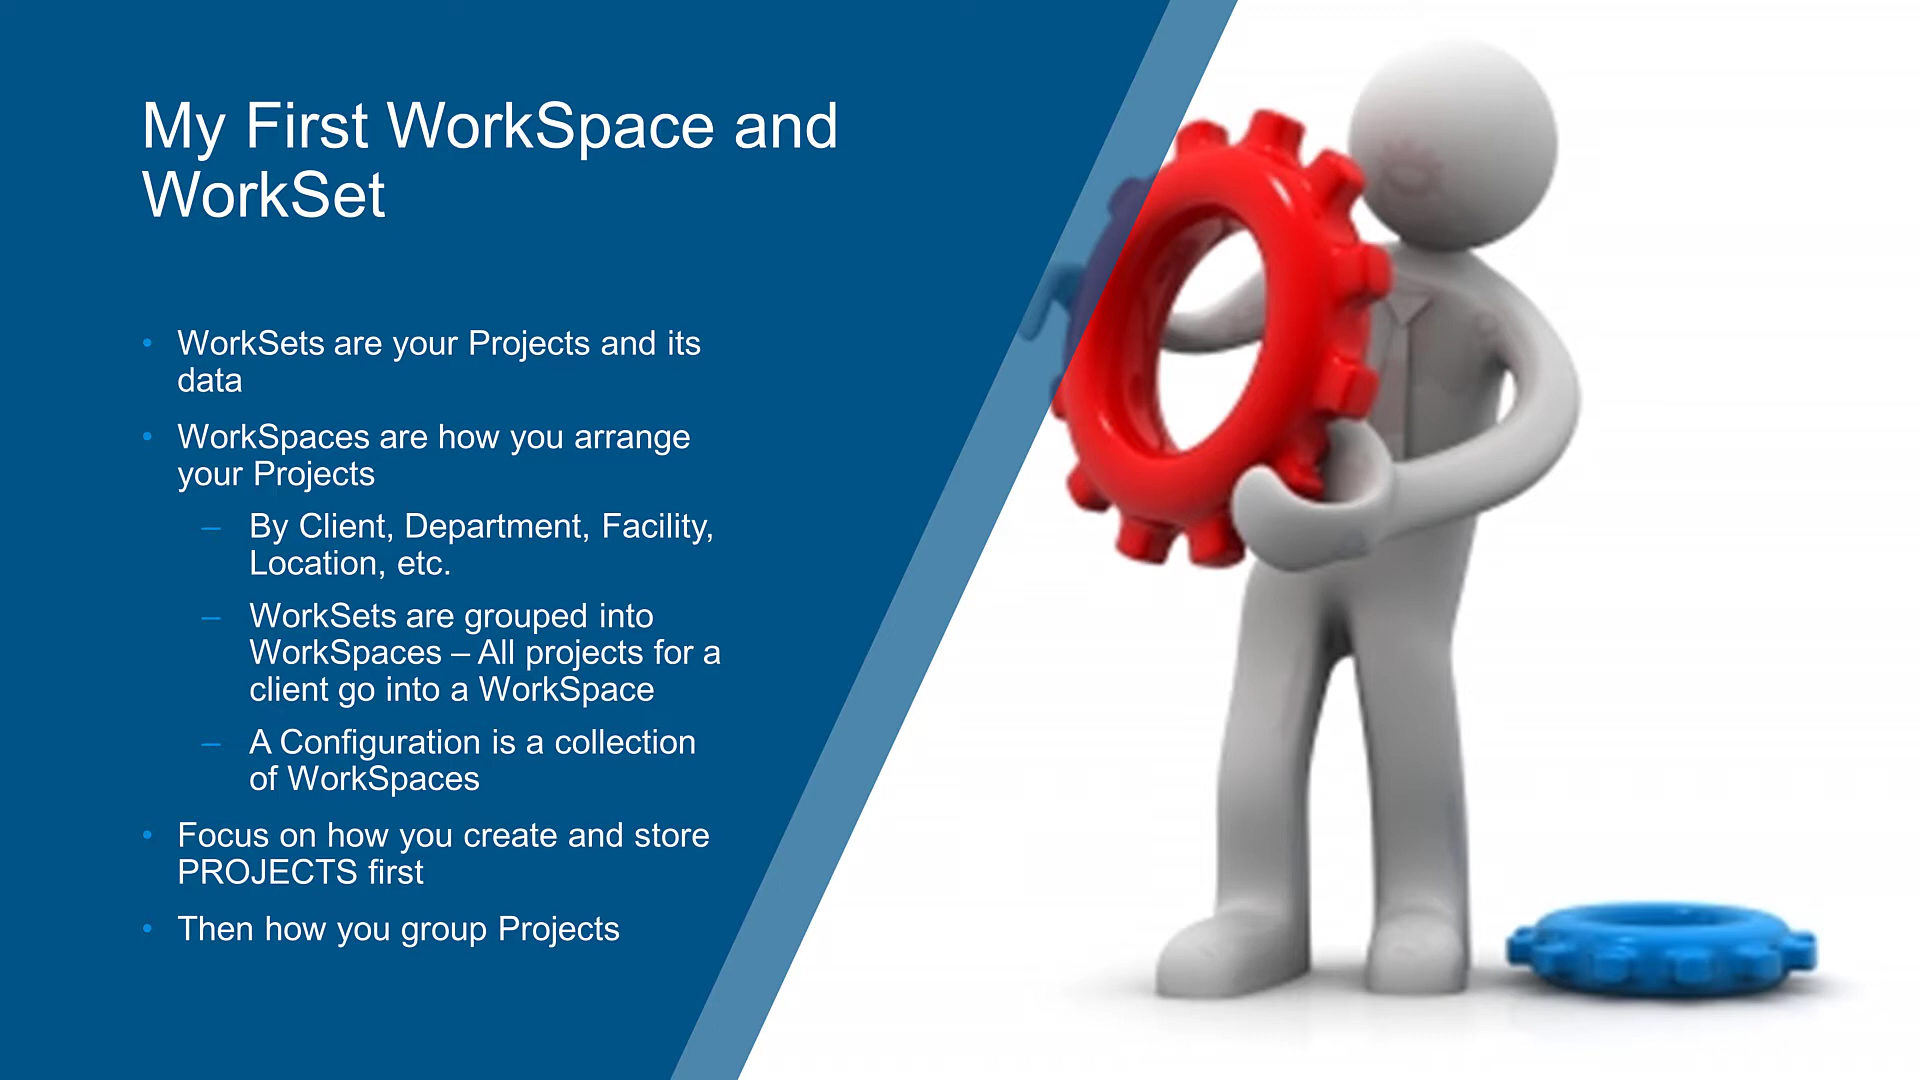 My First WorkSpace and
WorkSet
• WorkSets are your Projects and its
data
• WorkSpaces are how you arrange
your Projects
– By Client, Department, Facility,
Location, etc.
– WorkSets are grouped into
WorkSpaces – All projects for a
client go into a WorkSpace
– A Configuration is a collection
of WorkSpaces
• Focus on how you create and store
PROJECTS first
• Then how you group Projects